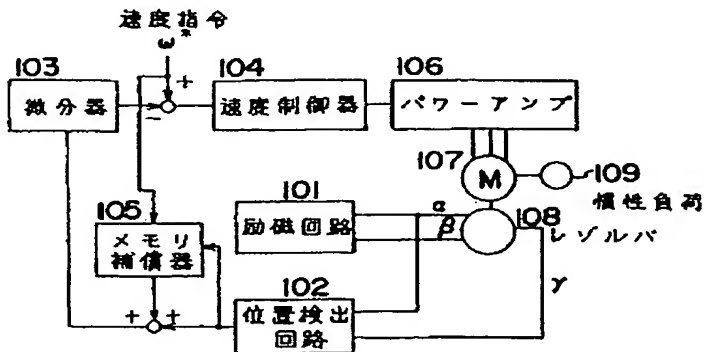 速度指令
ω*
103
104
106
+
微分器
−
速度制御器
パワーアンプ
107
M
109
慣性負荷
101
105
励磁回路
α
β
108
レゾルバ
メモリ
補償器
102
γ
+
+
位置検出
回路